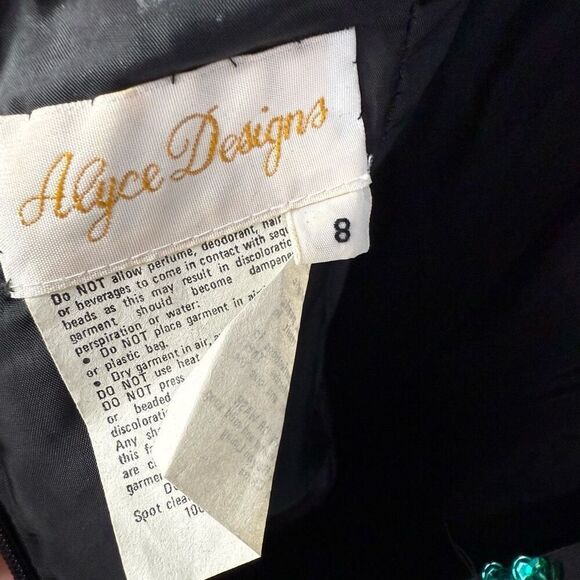 Alyce Designs
8
Do NOT allow perfume, deodorant, hair
or beverages to come in contact with sequ
beads as this may result in discoloratio
garment should become dampene
perspiration or water:
• Do NOT place garment in air
or plastic bag.
• Dry garment in air,
DO NOT use heat
DO NOT press
or beaded
discolorati
Any sh
this f
are c
garme
D
Spot clea
100